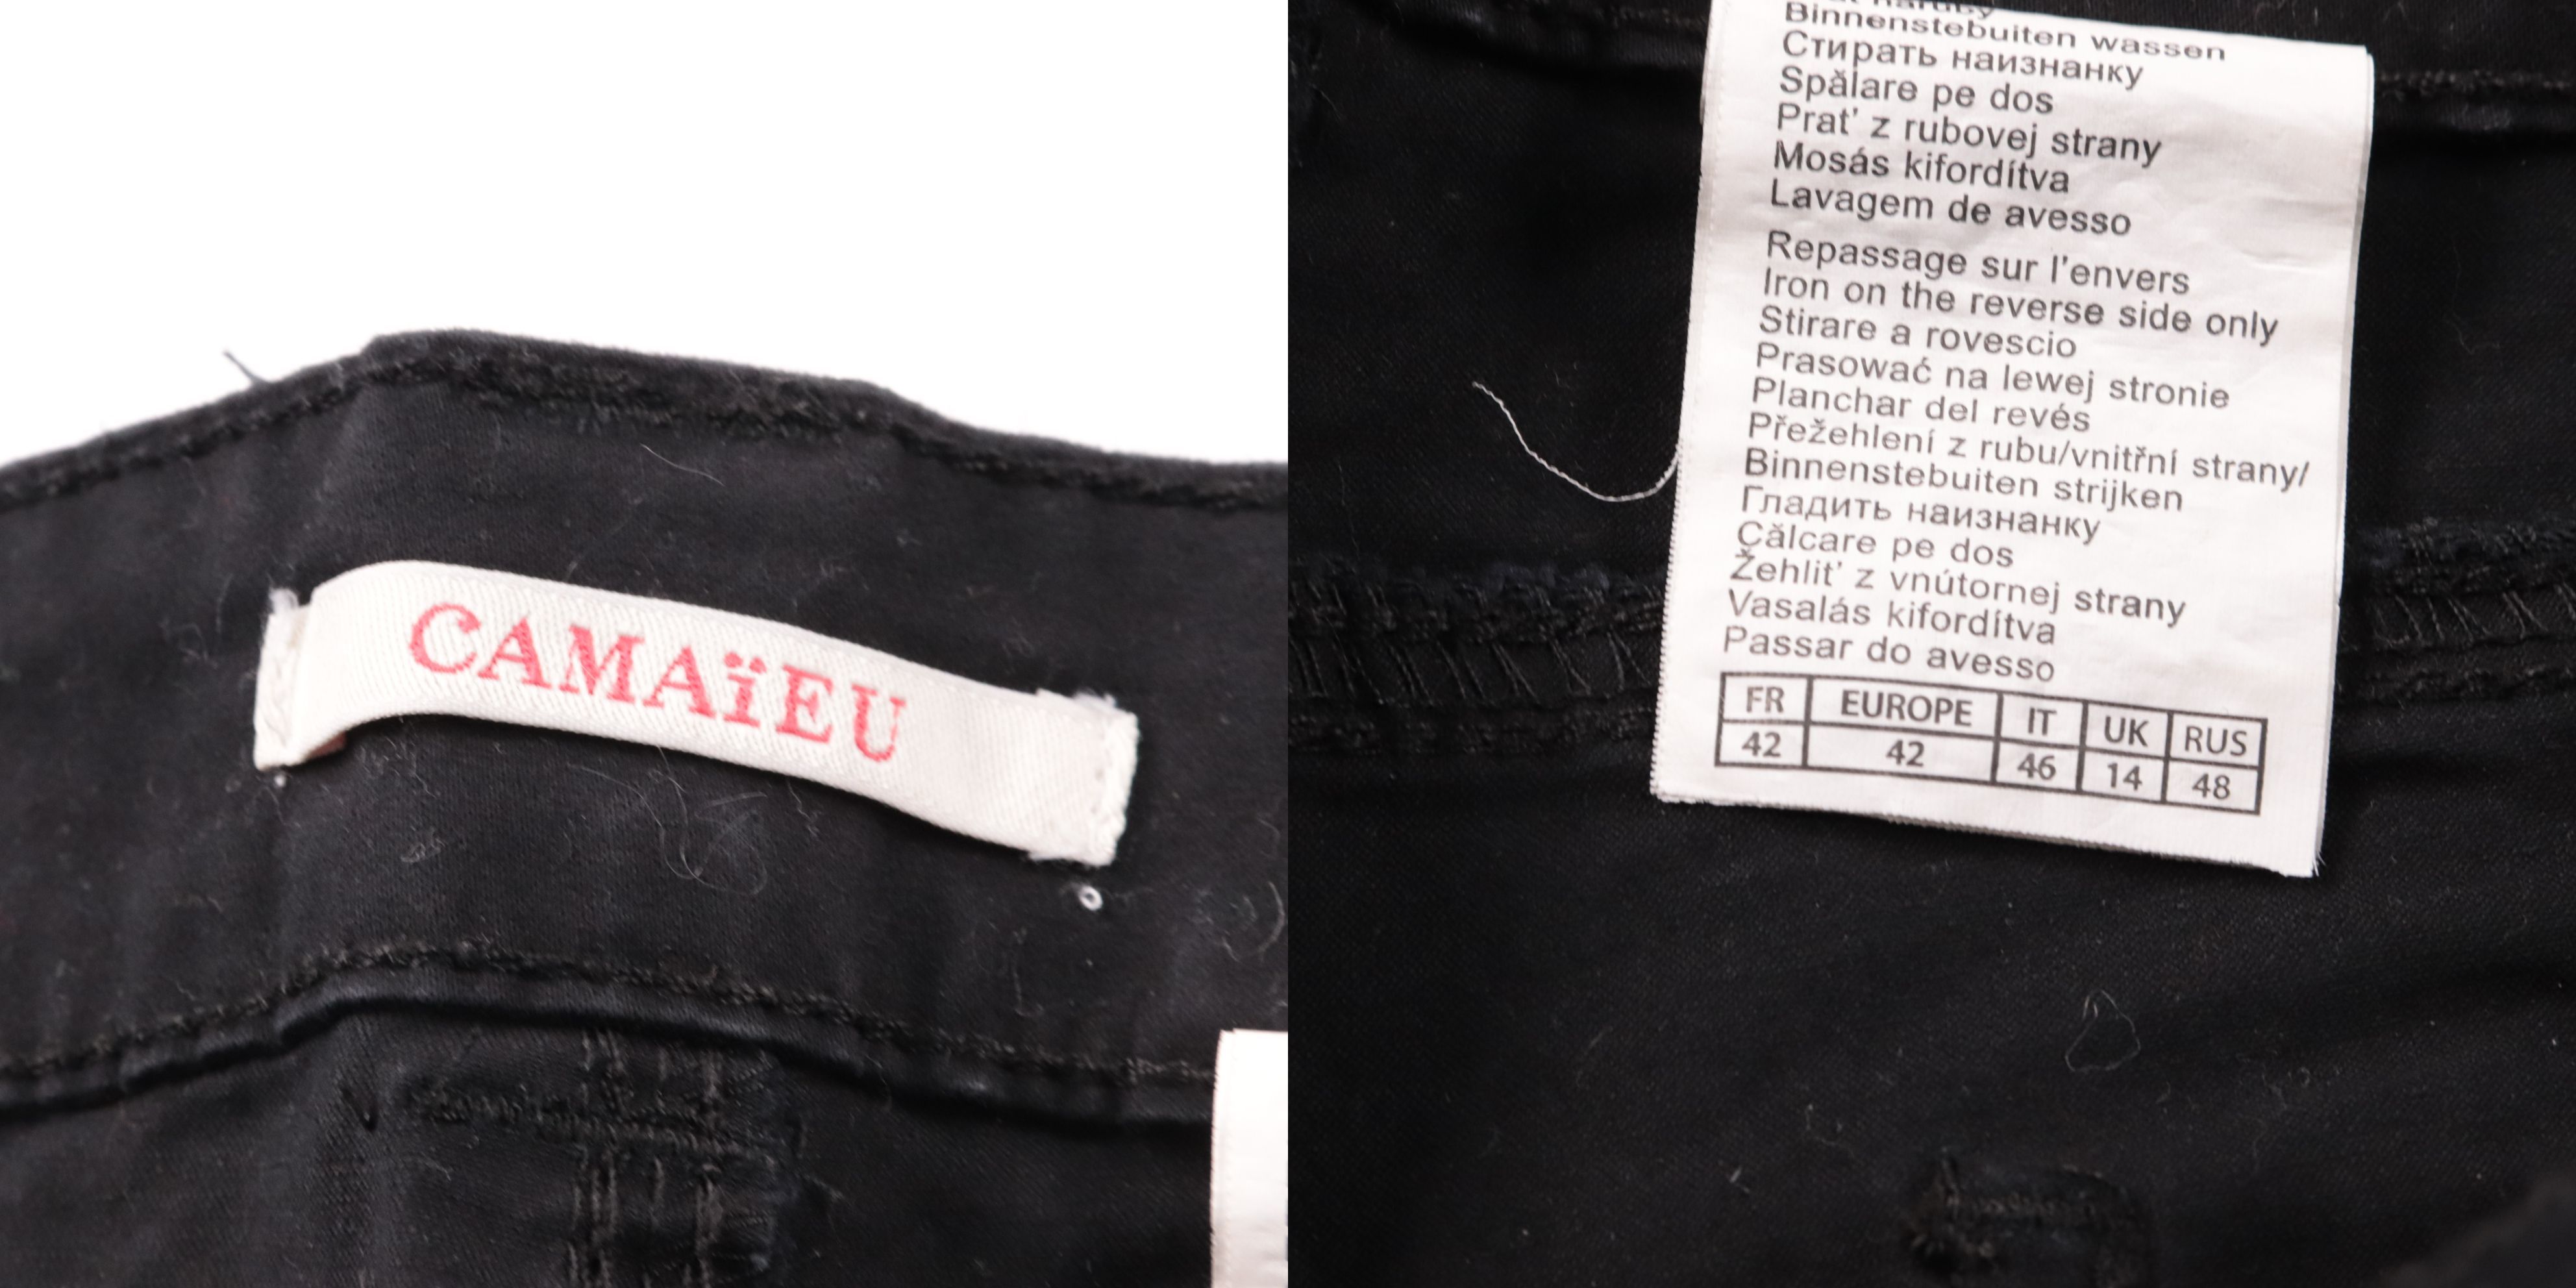 CAMAïEU
Binnenstebuiten wassen
Стирать наизнанку
Spălare pe dos
Prat' z rubovej strany
Mosás kifordítva
Lavagem de avesso
Repassage sur l'envers
Iron on the reverse side only
Stirare a rovescio
Prasować na lewej stronie
Planchar del revés
Přežehlení z rubu/vnitřní strany/
Binnenstebuiten strijken
Гладить наизнанку
Călcare pe dos
Žehlit' z vnútornej strany
Vasalás kifordítva
Passar do avesso
FR EUROPE IT UK RUS
42 42 46 14 48